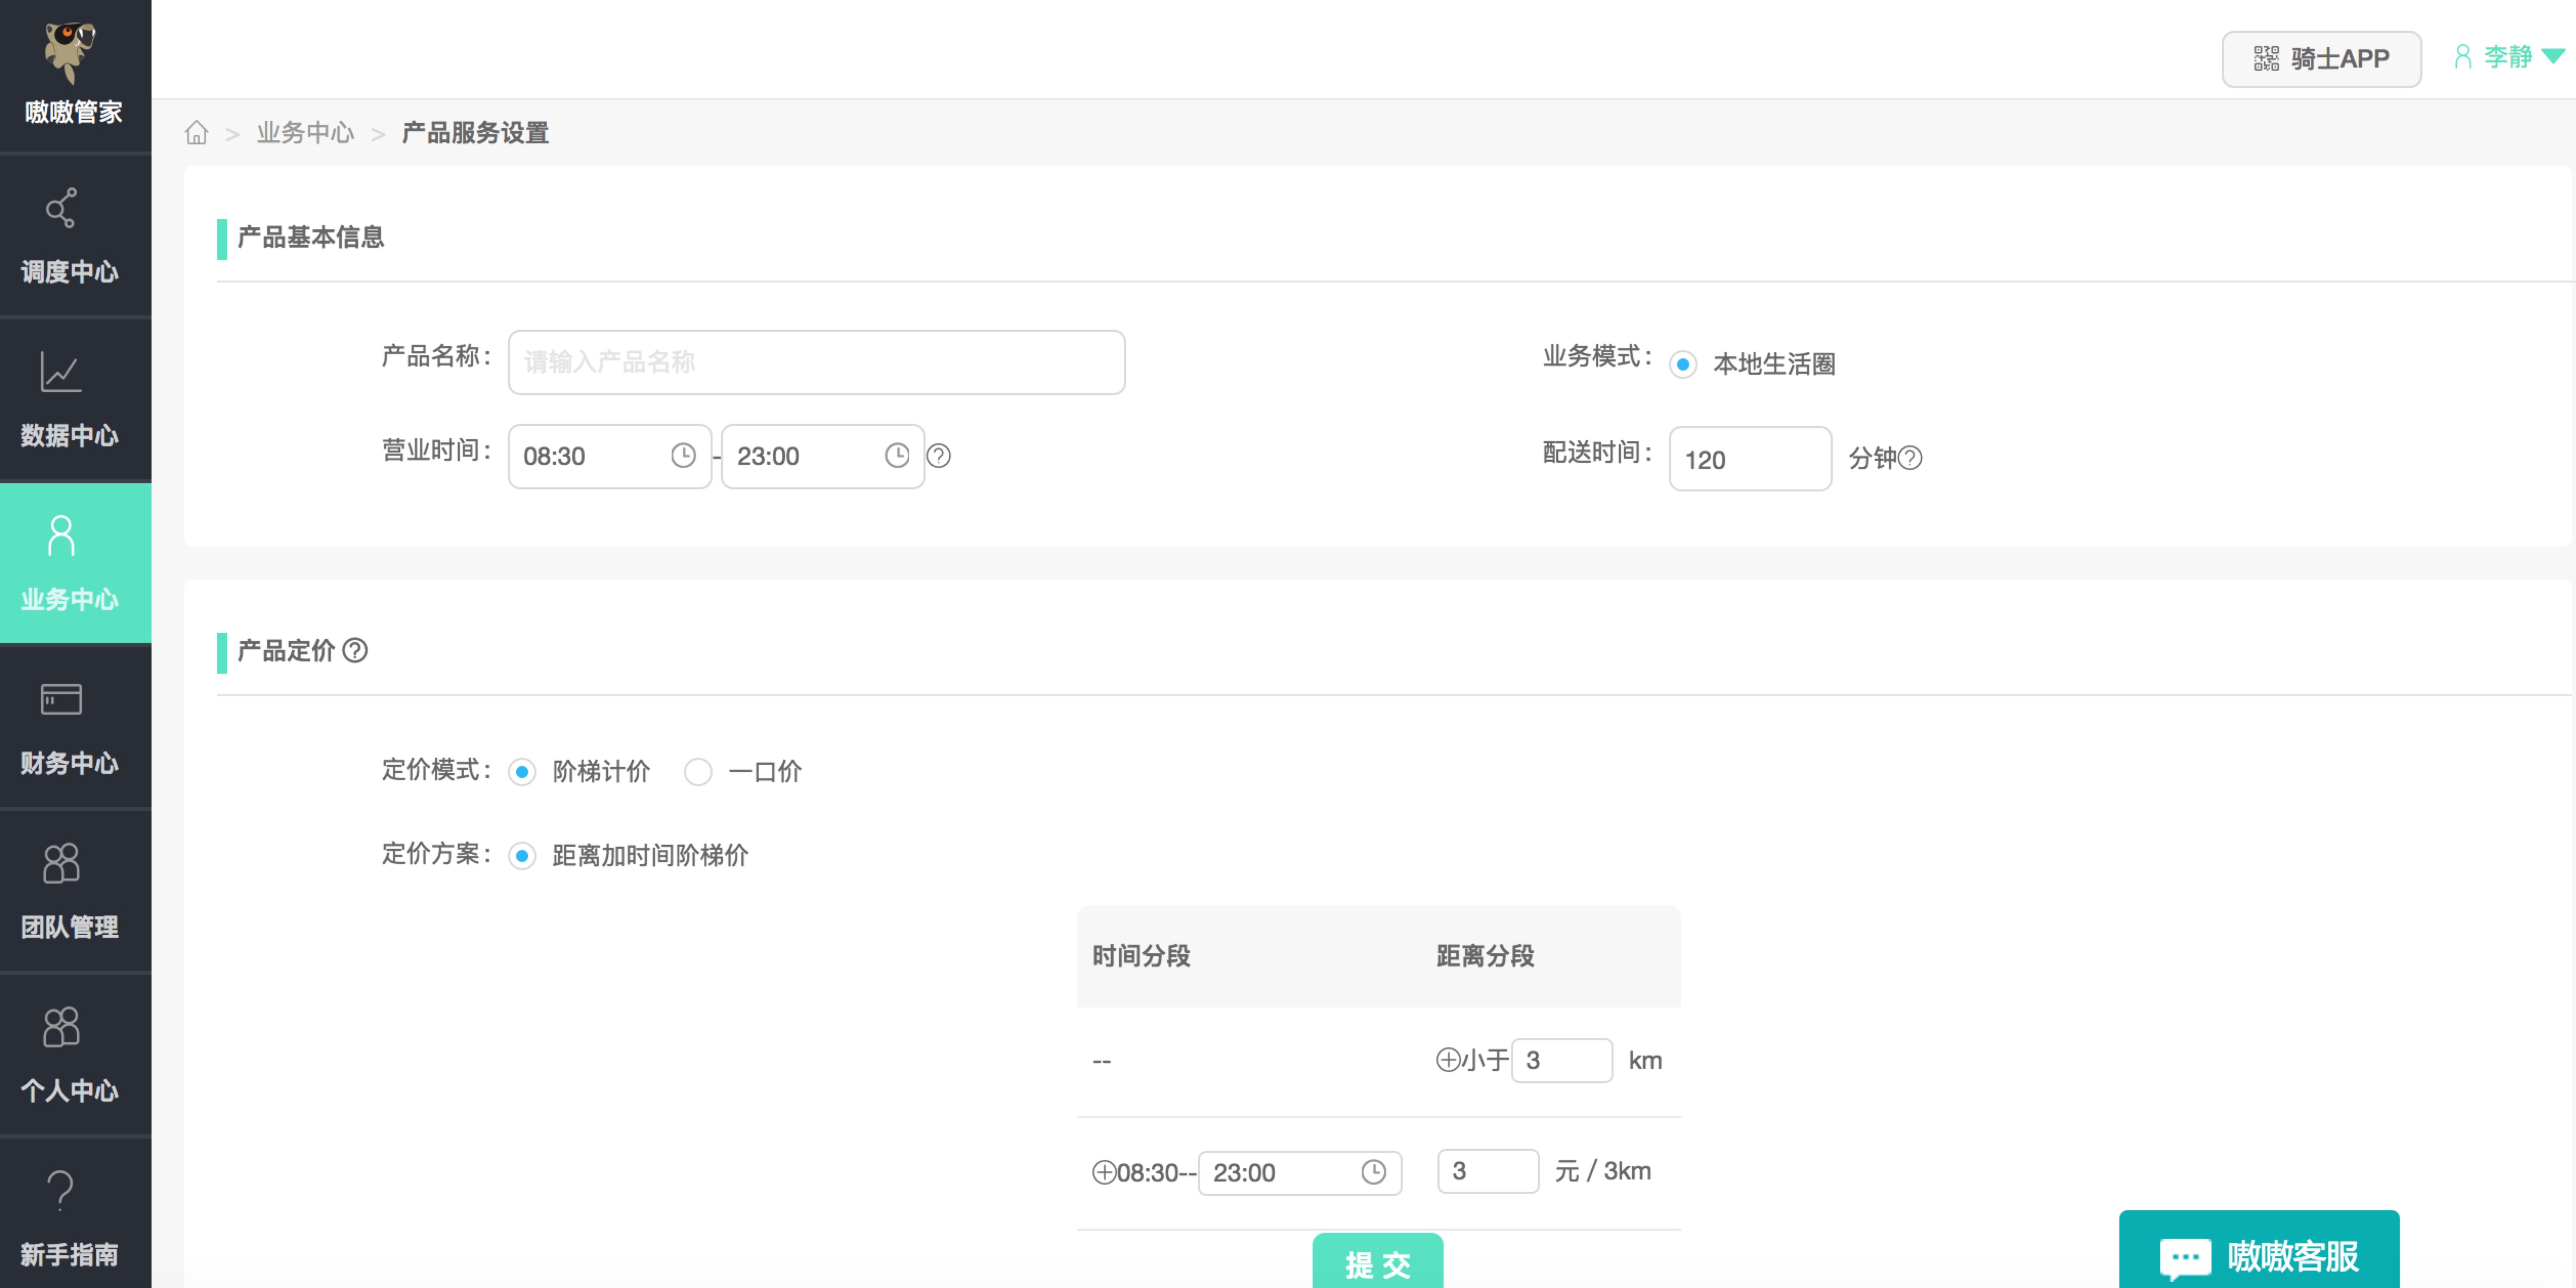 嗷嗷管家
骑士APP
李静
业务中心 > 产品服务设置
调度中心
数据中心
业务中心
财务中心
团队管理
个人中心
新手指南
产品基本信息
产品名称： 请输入产品名称
业务模式： 本地生活圈
营业时间： 08:30 - 23:00
配送时间： 120 分钟
产品定价
定价模式： 阶梯计价 一口价
定价方案： 距离加时间阶梯价
时间分段 距离分段
-- 小于 3 km
08:30-- 23:00 3 元 / 3km
提 交
嗷嗷客服